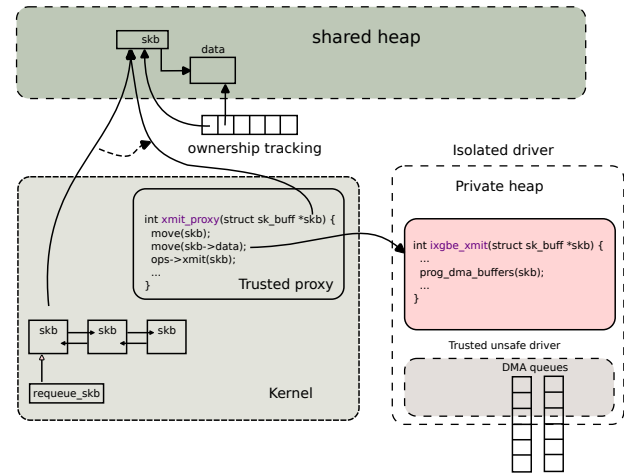 shared heap
skb
data
ownership tracking
Isolated driver
Private heap
int xmit_proxy(struct sk_buff *skb) {
move(skb);
move(skb->data);
ops->xmit(skb);
...
}
Trusted proxy
int ixgbe_xmit(struct sk_buff *skb) {
...
prog_dma_buffers(skb);
...
}
skb
skb
skb
requeue_skb
Kernel
Trusted unsafe driver
DMA queues